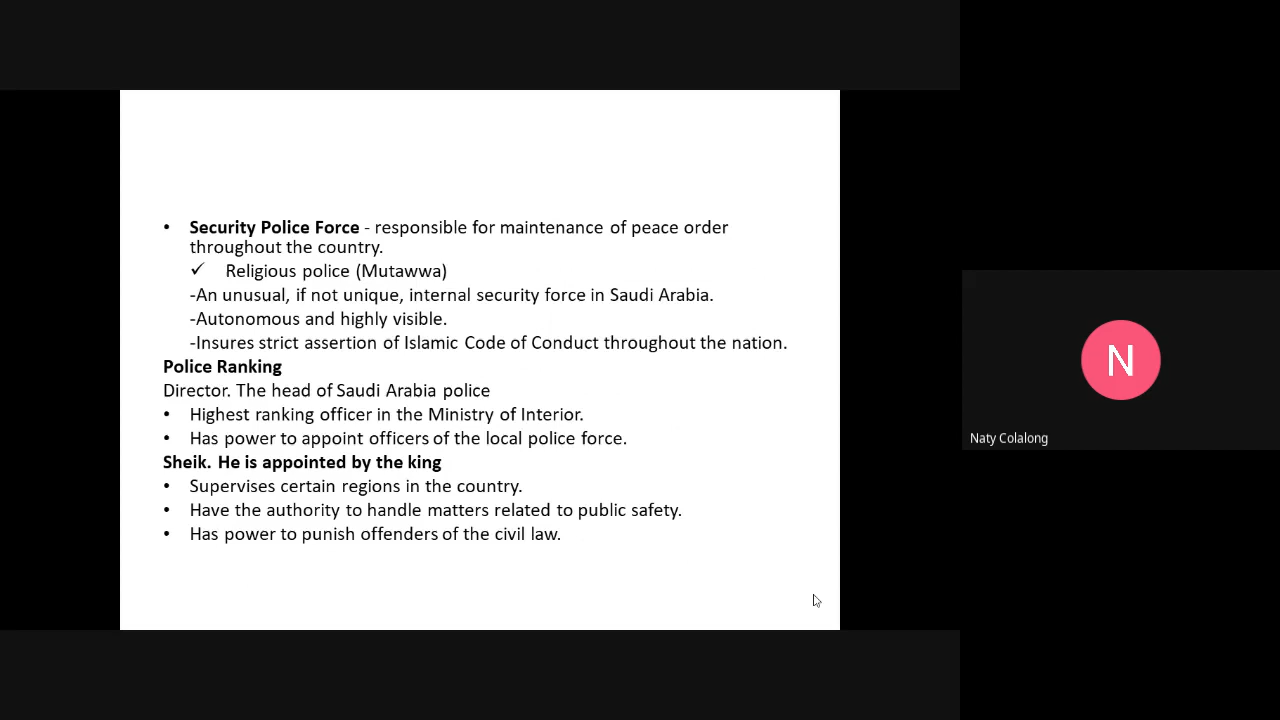 • Security Police Force - responsible for maintenance of peace order
throughout the country.
✓ Religious police (Mutawwa)
-An unusual, if not unique, internal security force in Saudi Arabia.
-Autonomous and highly visible.
-Insures strict assertion of Islamic Code of Conduct throughout the nation.
Police Ranking
Director. The head of Saudi Arabia police
• Highest ranking officer in the Ministry of Interior.
• Has power to appoint officers of the local police force.
Sheik. He is appointed by the king
• Supervises certain regions in the country.
• Have the authority to handle matters related to public safety.
• Has power to punish offenders of the civil law.
N
Naty Colalong